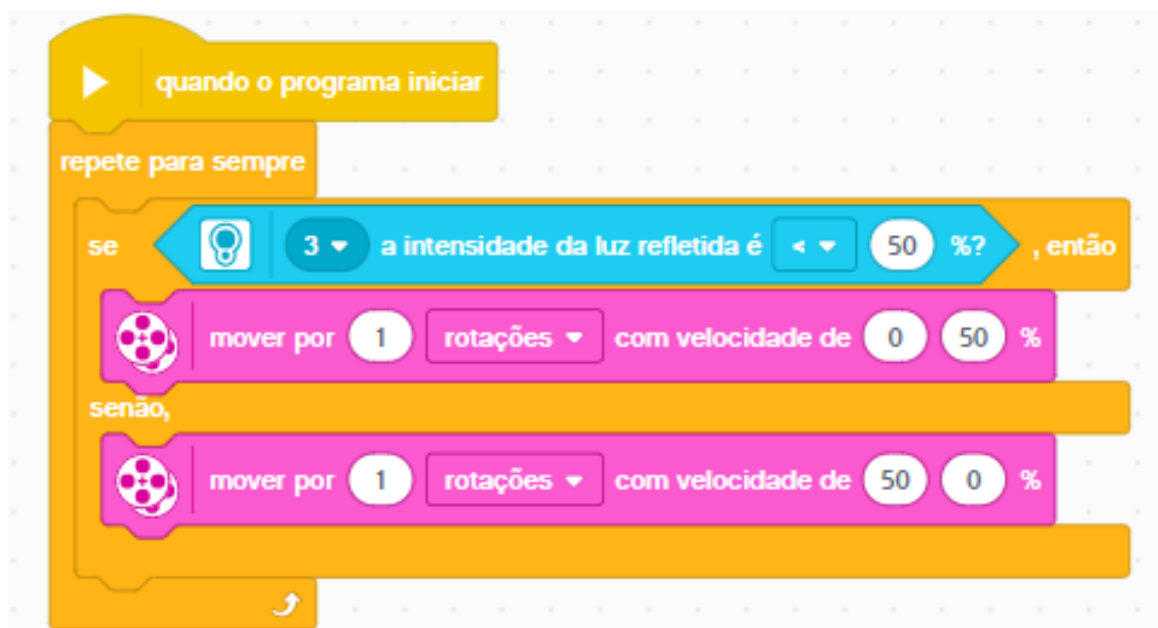 quando o programa iniciar
repete para sempre
se 3 a intensidade da luz refletida é < 50 %? , então
mover por 1 rotações com velocidade de 0 50 %
senão,
mover por 1 rotações com velocidade de 50 0 %